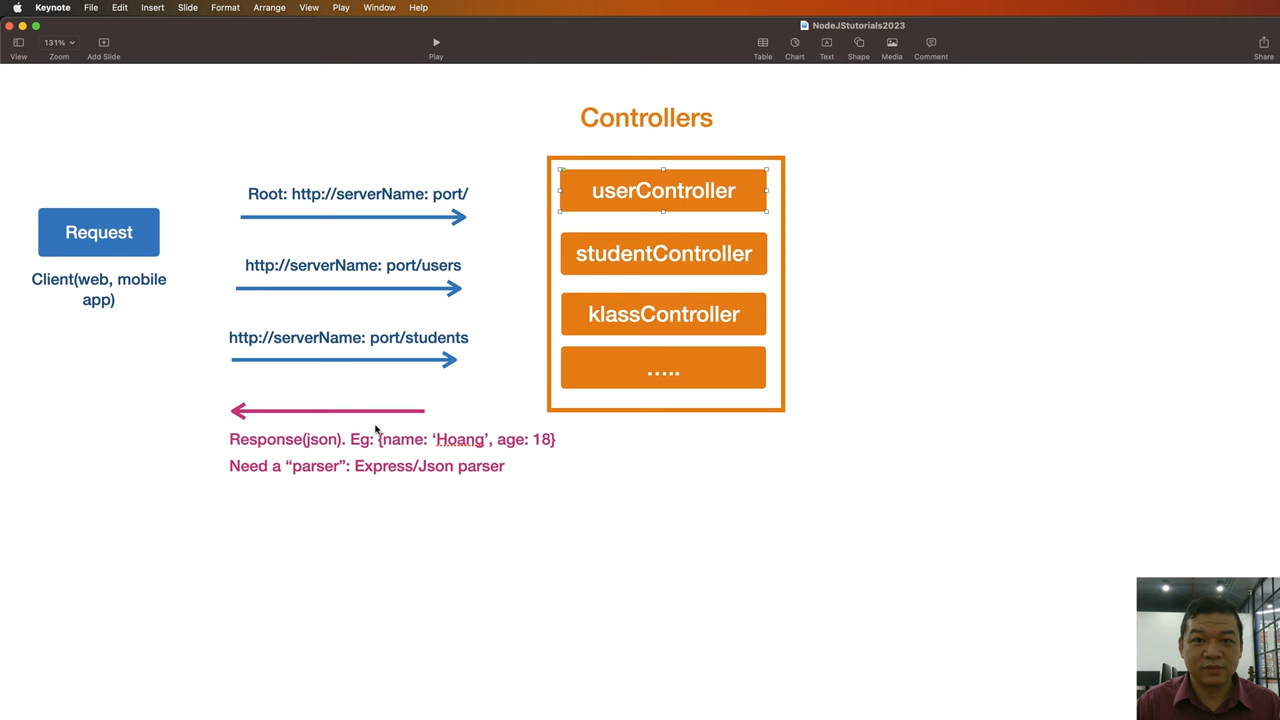 Keynote File Edit Insert Slide Format Arrange View Play Window Help
NodeJStutorials2023
131%
View Zoom Add Slide Play Table Chart Text Shape Media Comment Share
Controllers
Root: http://serverName: port/
userController
Request
studentController
http://serverName: port/users
Client(web, mobile
app)
klassController
http://serverName: port/students
.....
Response(json). Eg: {name: ‘Hoang’, age: 18}
Need a “parser”: Express/Json parser